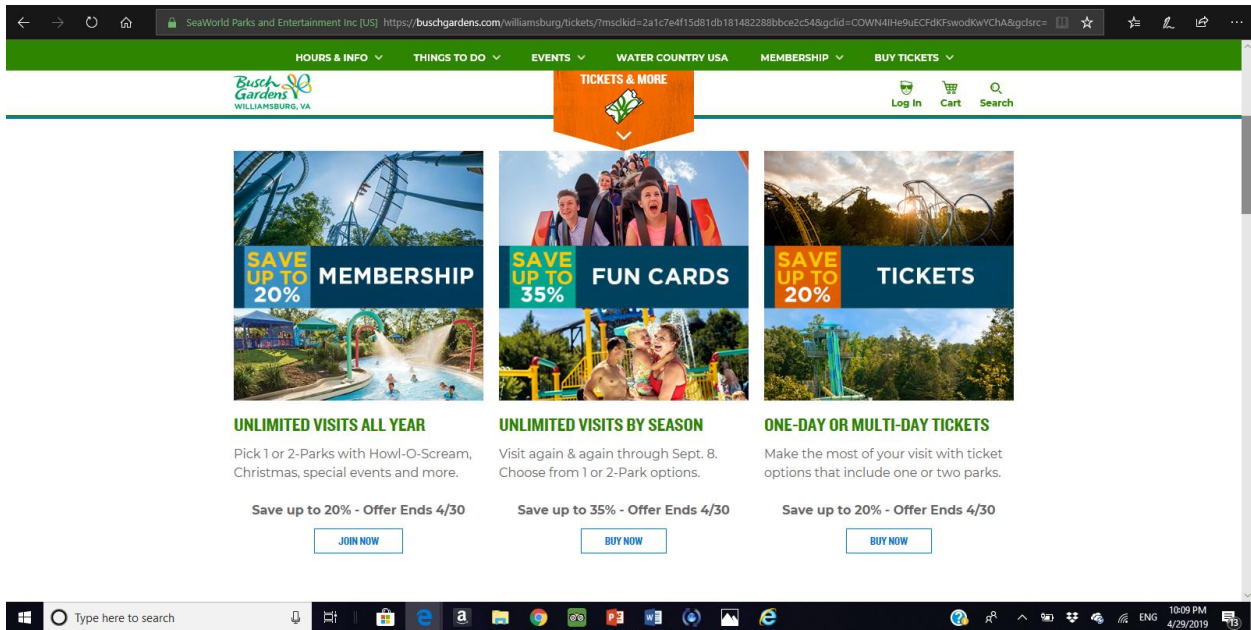 SeaWorld Parks and Entertainment Inc [US] https://buschgardens.com/williamsburg/tickets/?msclkid=2a1c7e4f15d81db181482288bbce2c54&gclid=COWN4IHe9uECFdKFswodKwYChA&gclsrc=
HOURS & INFO THINGS TO DO EVENTS WATER COUNTRY USA MEMBERSHIP BUY TICKETS
Busch
Gardens
WILLIAMSBURG, VA
TICKETS & MORE
Log In Cart Search
SAVE
UP TO
20%
MEMBERSHIP
SAVE
UP TO
35%
FUN CARDS
SAVE
UP TO
20%
TICKETS
UNLIMITED VISITS ALL YEAR
Pick 1 or 2-Parks with Howl-O-Scream,
Christmas, special events and more.
Save up to 20% - Offer Ends 4/30
JOIN NOW
UNLIMITED VISITS BY SEASON
Visit again & again through Sept. 8.
Choose from 1 or 2-Park options.
Save up to 35% - Offer Ends 4/30
BUY NOW
ONE-DAY OR MULTI-DAY TICKETS
Make the most of your visit with ticket
options that include one or two parks.
Save up to 20% - Offer Ends 4/30
BUY NOW
Type here to search
ENG
10:09 PM
4/29/2019
13